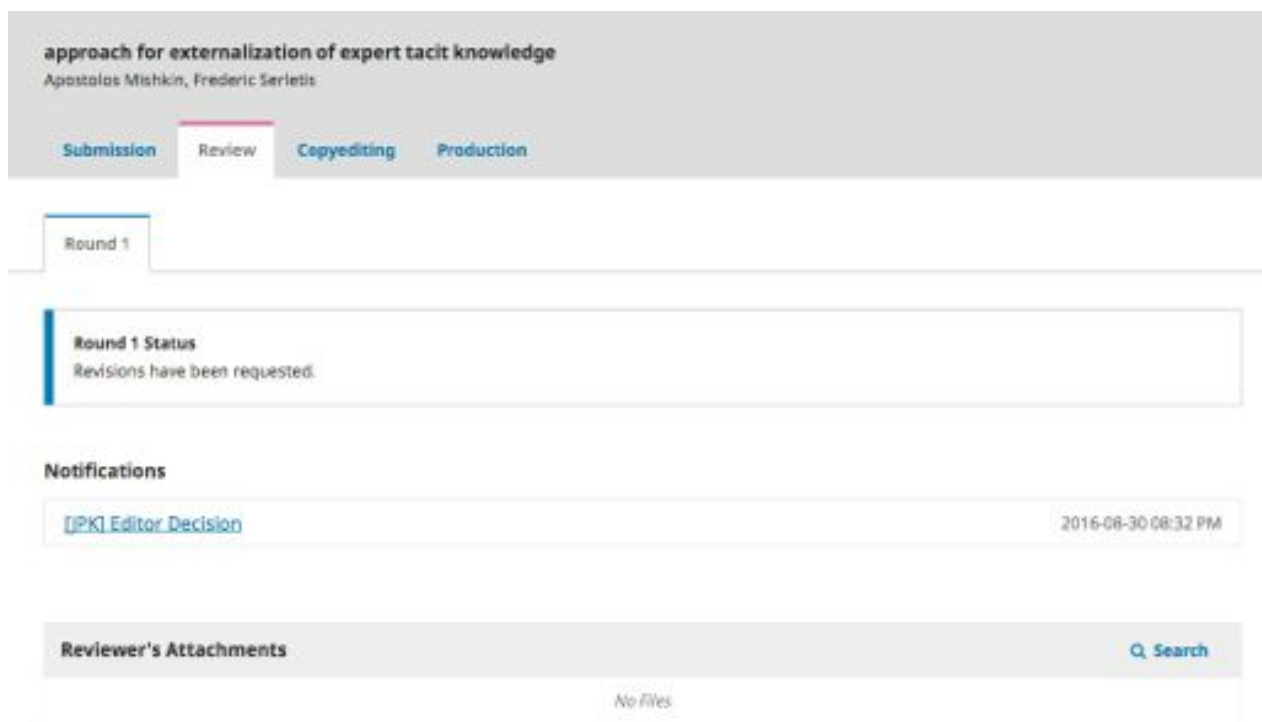 approach for externalization of expert tacit knowledge
Apostolos Mishkin, Frederic Serletis
Submission Review Copyediting Production
Round 1
Round 1 Status
Revisions have been requested.
Notifications
[JPK] Editor Decision 2016-08-30 08:32 PM
Reviewer's Attachments Search
No Files